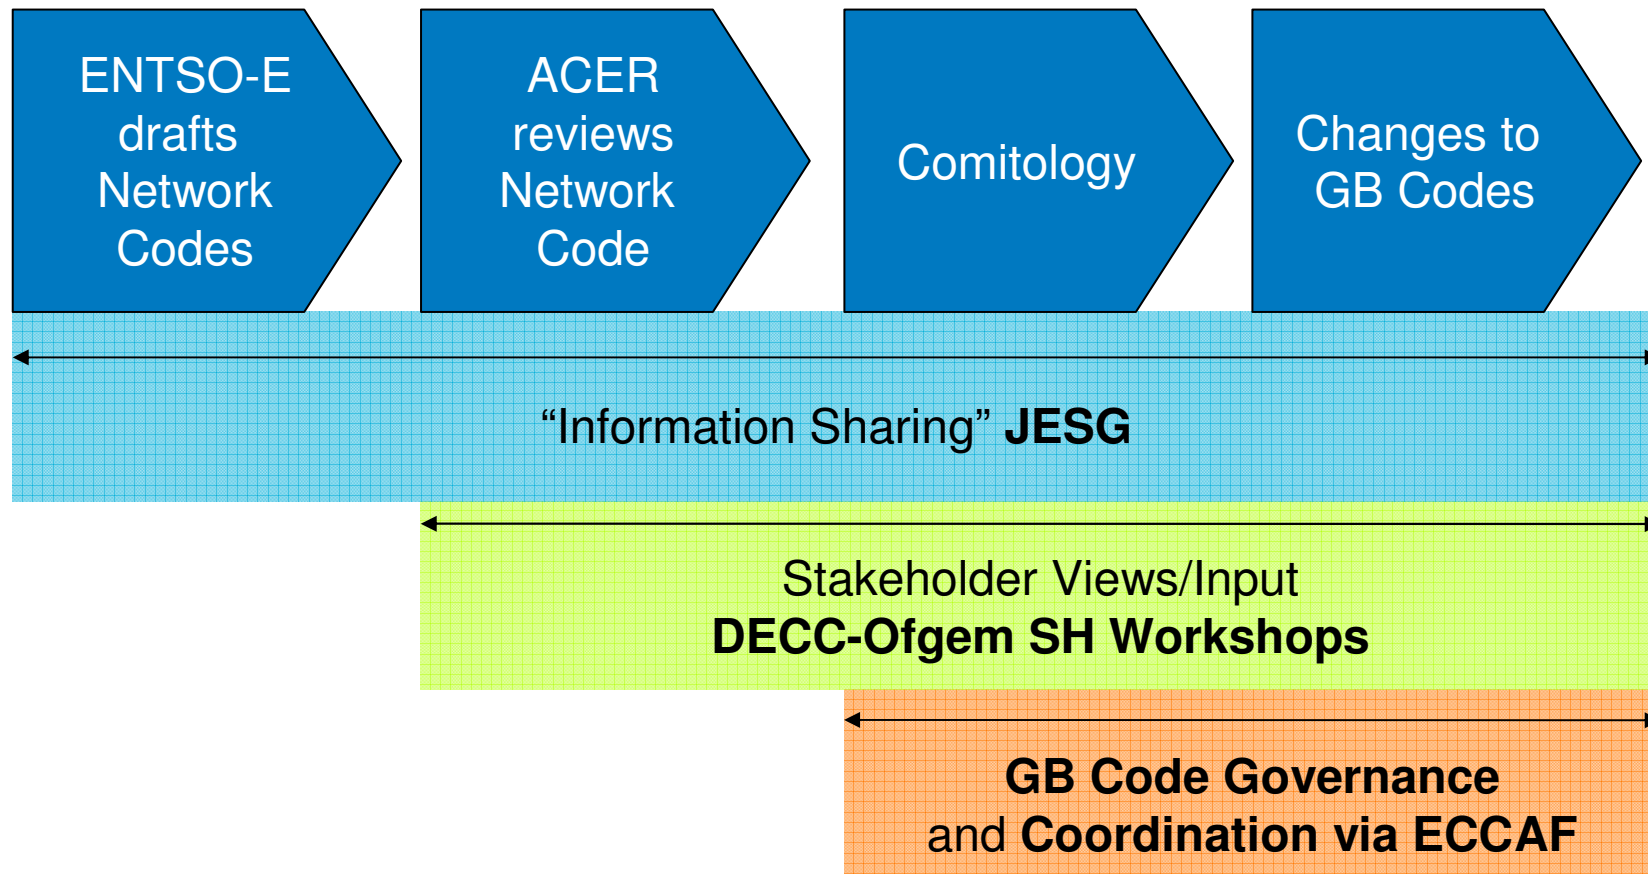 ENTSO-E
drafts
Network
Codes
ACER
reviews
Network
Code
Comitology
Changes to
GB Codes
“Information Sharing” JESG
Stakeholder Views/Input
DECC-Ofgem SH Workshops
GB Code Governance
and Coordination via ECCAF